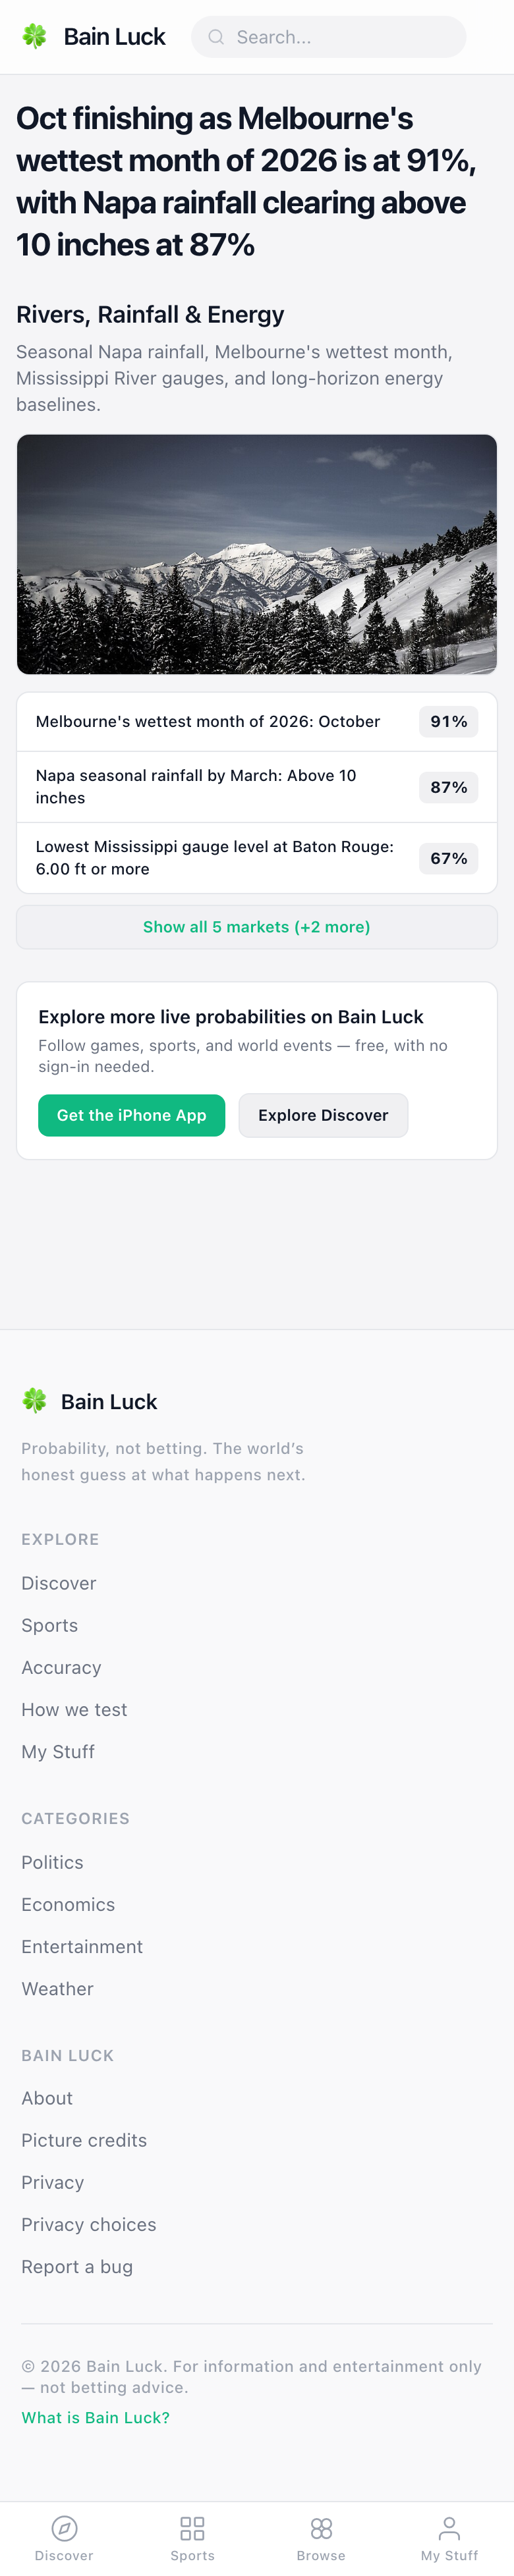 Bain Luck
Search...
Oct finishing as Melbourne's
wettest month of 2026 is at 91%,
with Napa rainfall clearing above
10 inches at 87%
Rivers, Rainfall & Energy
Seasonal Napa rainfall, Melbourne's wettest month,
Mississippi River gauges, and long-horizon energy
baselines.
Melbourne's wettest month of 2026: October
91%
Napa seasonal rainfall by March: Above 10
inches
87%
Lowest Mississippi gauge level at Baton Rouge:
6.00 ft or more
67%
Show all 5 markets (+2 more)
Explore more live probabilities on Bain Luck
Follow games, sports, and world events — free, with no
sign-in needed.
Get the iPhone App
Explore Discover
Bain Luck
Probability, not betting. The world's
honest guess at what happens next.
EXPLORE
Discover
Sports
Accuracy
How we test
My Stuff
CATEGORIES
Politics
Economics
Entertainment
Weather
BAIN LUCK
About
Picture credits
Privacy
Privacy choices
Report a bug
© 2026 Bain Luck. For information and entertainment only
— not betting advice.
What is Bain Luck?
Discover
Sports
Browse
My Stuff